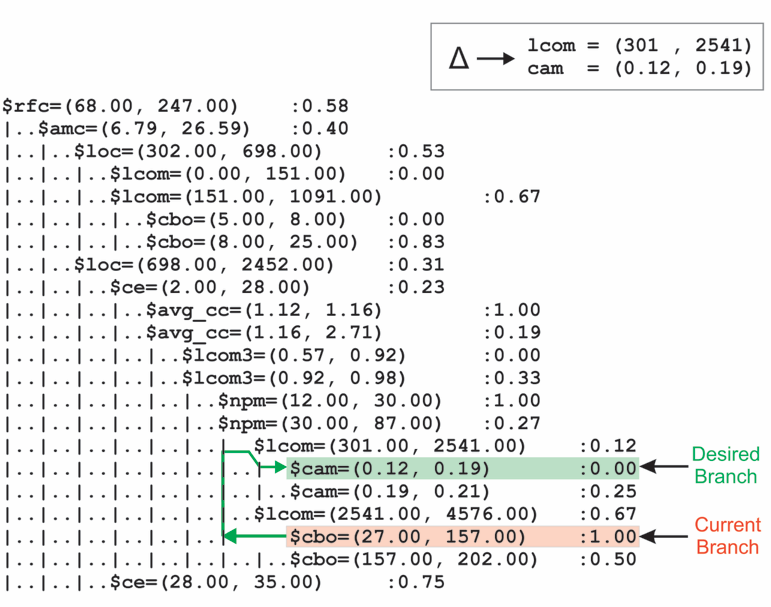 Δ → lcom = (301 , 2541)
cam = (0.12, 0.19)
$rfc=(68.00, 247.00) :0.58
|..$amc=(6.79, 26.59) :0.40
|..|..$loc=(302.00, 698.00) :0.53
|..|..|..$lcom=(0.00, 151.00) :0.00
|..|..|..$lcom=(151.00, 1091.00) :0.67
|..|..|..|..$cbo=(5.00, 8.00) :0.00
|..|..|..|..$cbo=(8.00, 25.00) :0.83
|..|..$loc=(698.00, 2452.00) :0.31
|..|..|..$ce=(2.00, 28.00) :0.23
|..|..|..|..$avg_cc=(1.12, 1.16) :1.00
|..|..|..|..$avg_cc=(1.16, 2.71) :0.19
|..|..|..|..|..$lcom3=(0.57, 0.92) :0.00
|..|..|..|..|..$lcom3=(0.92, 0.98) :0.33
|..|..|..|..|..|..$npm=(12.00, 30.00) :1.00
|..|..|..|..|..|..$npm=(30.00, 87.00) :0.27
|..|..|..|..|..|..| $lcom=(301.00, 2541.00) :0.12
|..|..|..|..|..|..| |..$cam=(0.12, 0.19) :0.00
Desired
Branch
|..|..|..|..|..|..|..|..$cam=(0.19, 0.21) :0.25
|..|..|..|..|..|..|..$lcom=(2541.00, 4576.00) :0.67
|..|..|..|..|..|..| $cbo=(27.00, 157.00) :1.00
Current
Branch
|..|..|..|..|..|..|..|..$cbo=(157.00, 202.00) :0.50
|..|..|..$ce=(28.00, 35.00) :0.75